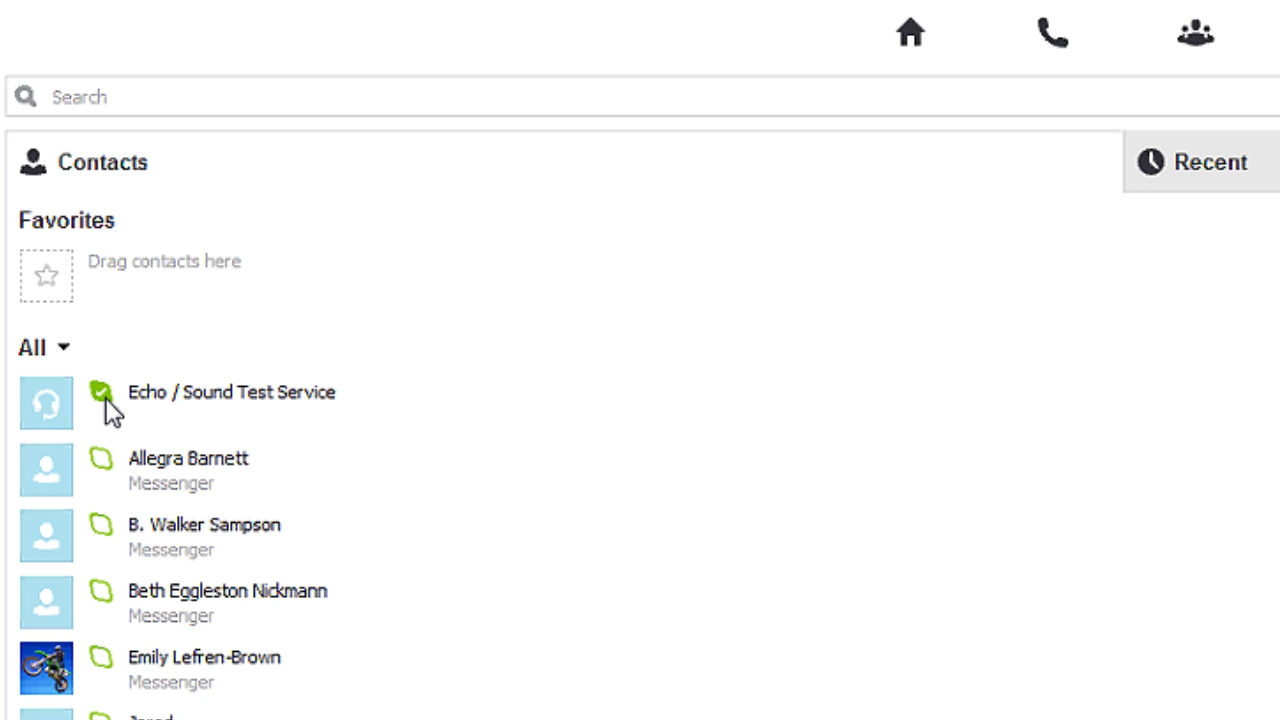 Search
Contacts
Recent
Favorites
Drag contacts here
All
Echo / Sound Test Service
Allegra Barnett
Messenger
B. Walker Sampson
Messenger
Beth Eggleston Nickmann
Messenger
Emily Lefren-Brown
Messenger